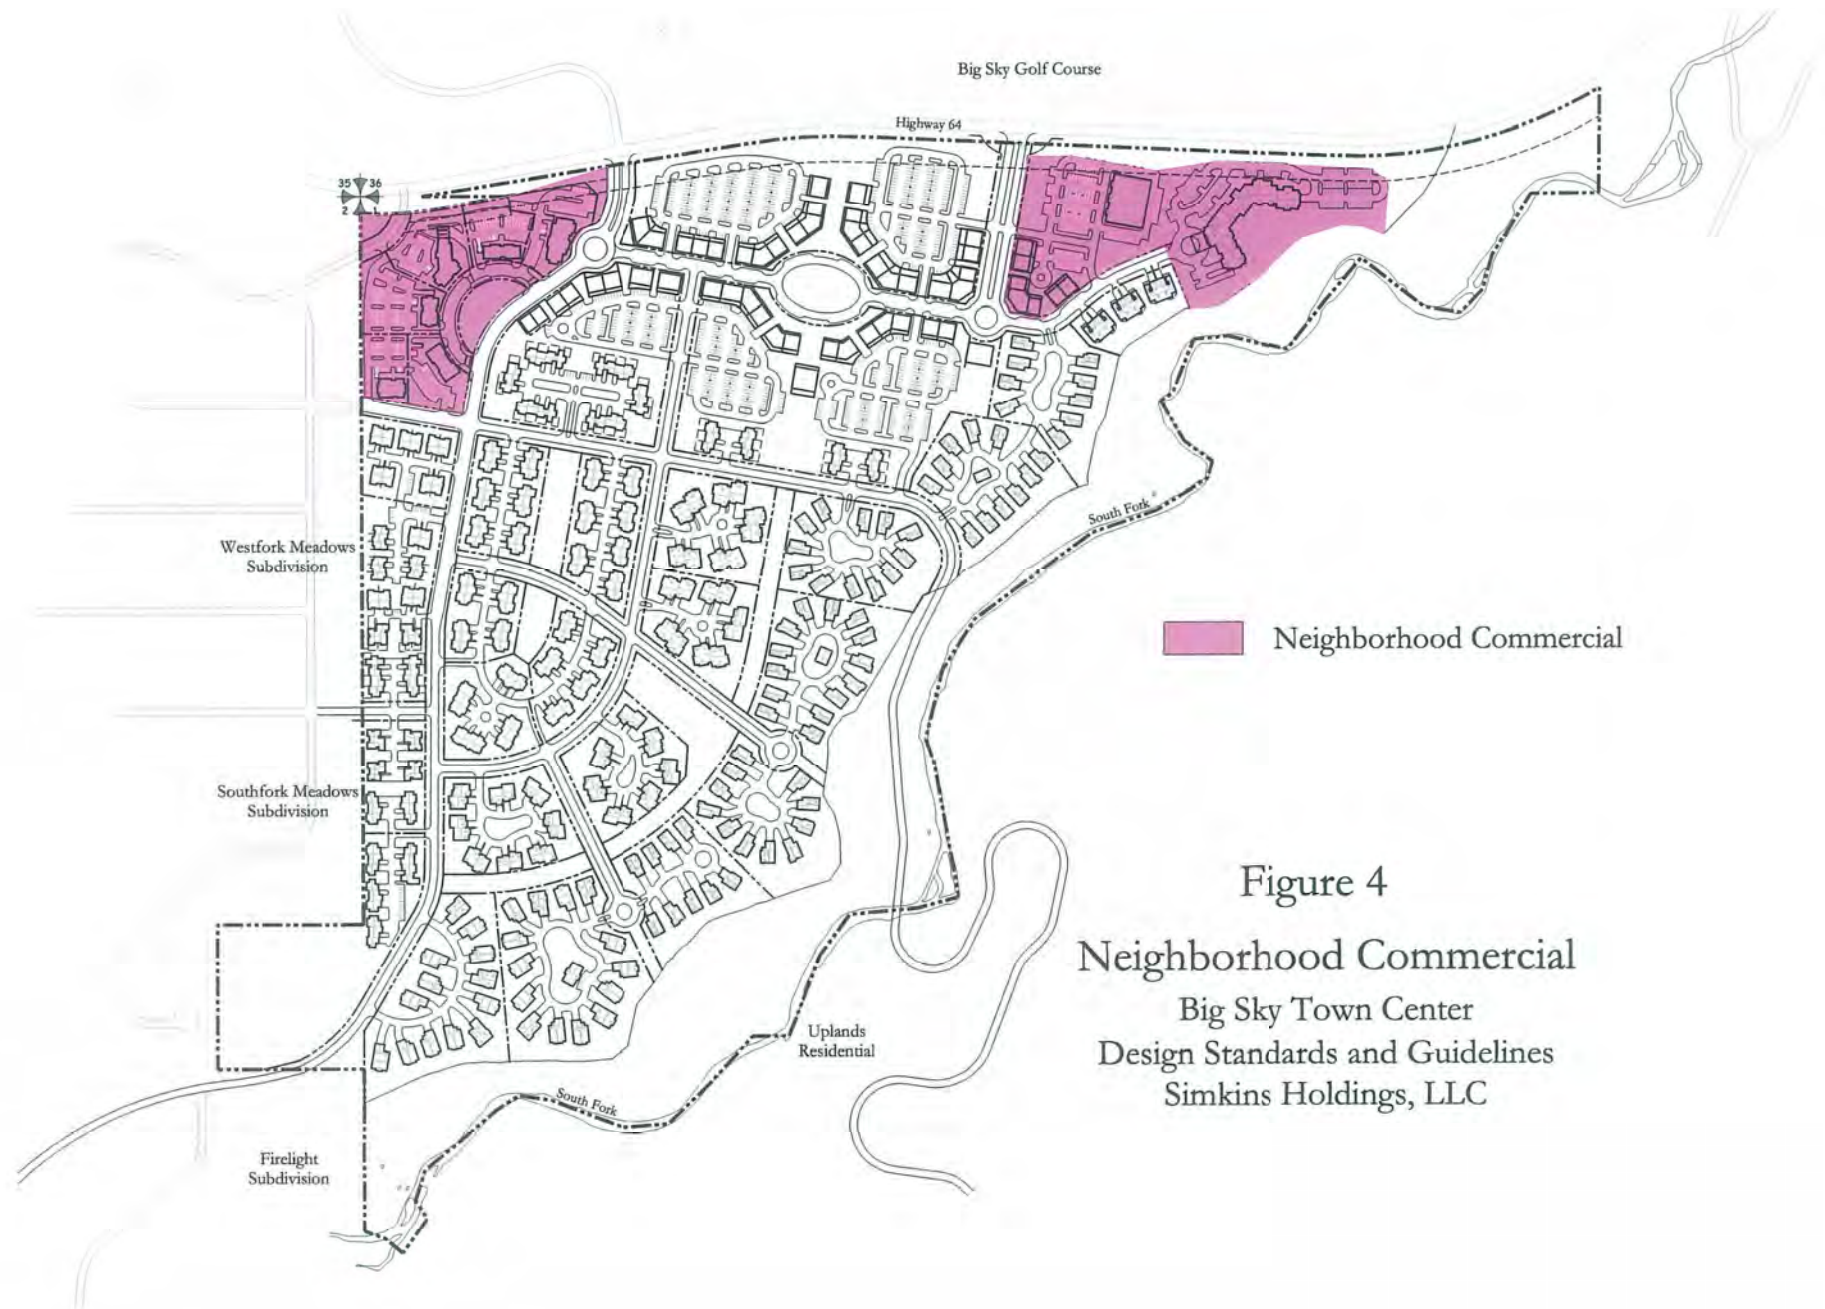 Big Sky Golf Course
Highway 64
35 36
2 1
South Fork
Westfork Meadows
Subdivision
Neighborhood Commercial
Southfork Meadows
Subdivision
Figure 4
Neighborhood Commercial
Big Sky Town Center
Design Standards and Guidelines
Simkins Holdings, LLC
Uplands
Residential
South Fork
Firelight
Subdivision